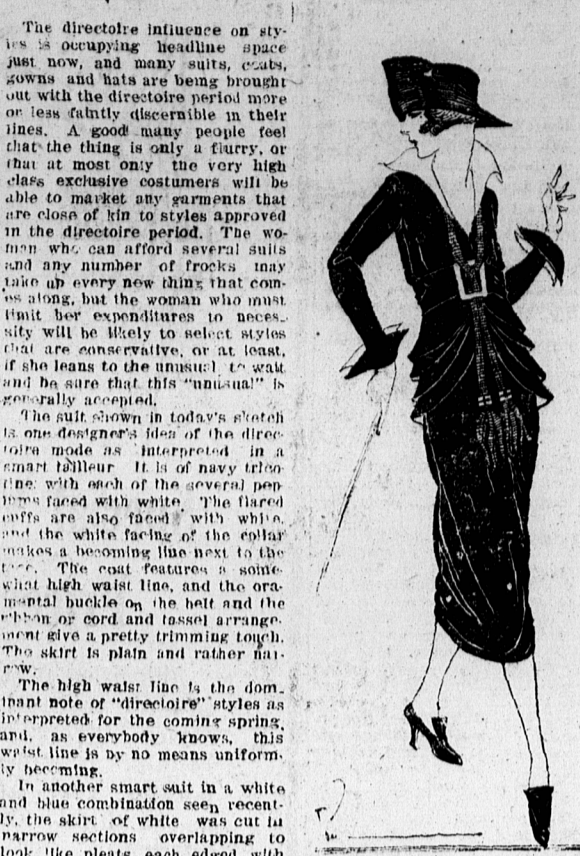 The directoire influence on sty-
les is occupying headline space
just now, and many suits, coats,
gowns and hats are being brought
out with the directoire period more
or less faintly discernible in their
lines. A good many people feel
that the thing is only a flurry, or
that at most only the very high
class exclusive costumers will be
able to market any garments that
are close of kin to styles approved
in the directoire period. The wo-
man who can afford several suits
and any number of frocks may
take up every new thing that com-
es along, but the woman who must
limit her expenditures to neces-
sity will be likely to select styles
that are conservative, or at least,
if she leans to the unusual, to wait
and be sure that this "unusual" is
generally accepted.
The suit shown in today's sketch
is one designer's idea of the direc-
toire mode as interpreted in a
smart tailleur It is of navy trico-
tine, with each of the several pep-
lums faced with white. The flared
cuffs are also faced with white,
and the white facing of the collar
makes a becoming line next to the
face. The coat features a some-
what high waist line, and the ora-
mental buckle on the belt and the
ribbon or cord and tassel arrange-
ment give a pretty trimming touch.
The skirt is plain and rather nar-
row.
The high waist line is the dom-
inant note of "directoire" styles as
interpreted for the coming spring,
and, as everybody knows, this
waist line is by no means uniform-
ly becoming.
In another smart suit in a white
and blue combination seen recent-
ly, the skirt of white was cut in
narrow sections overlapping to
look like pleats each edged with